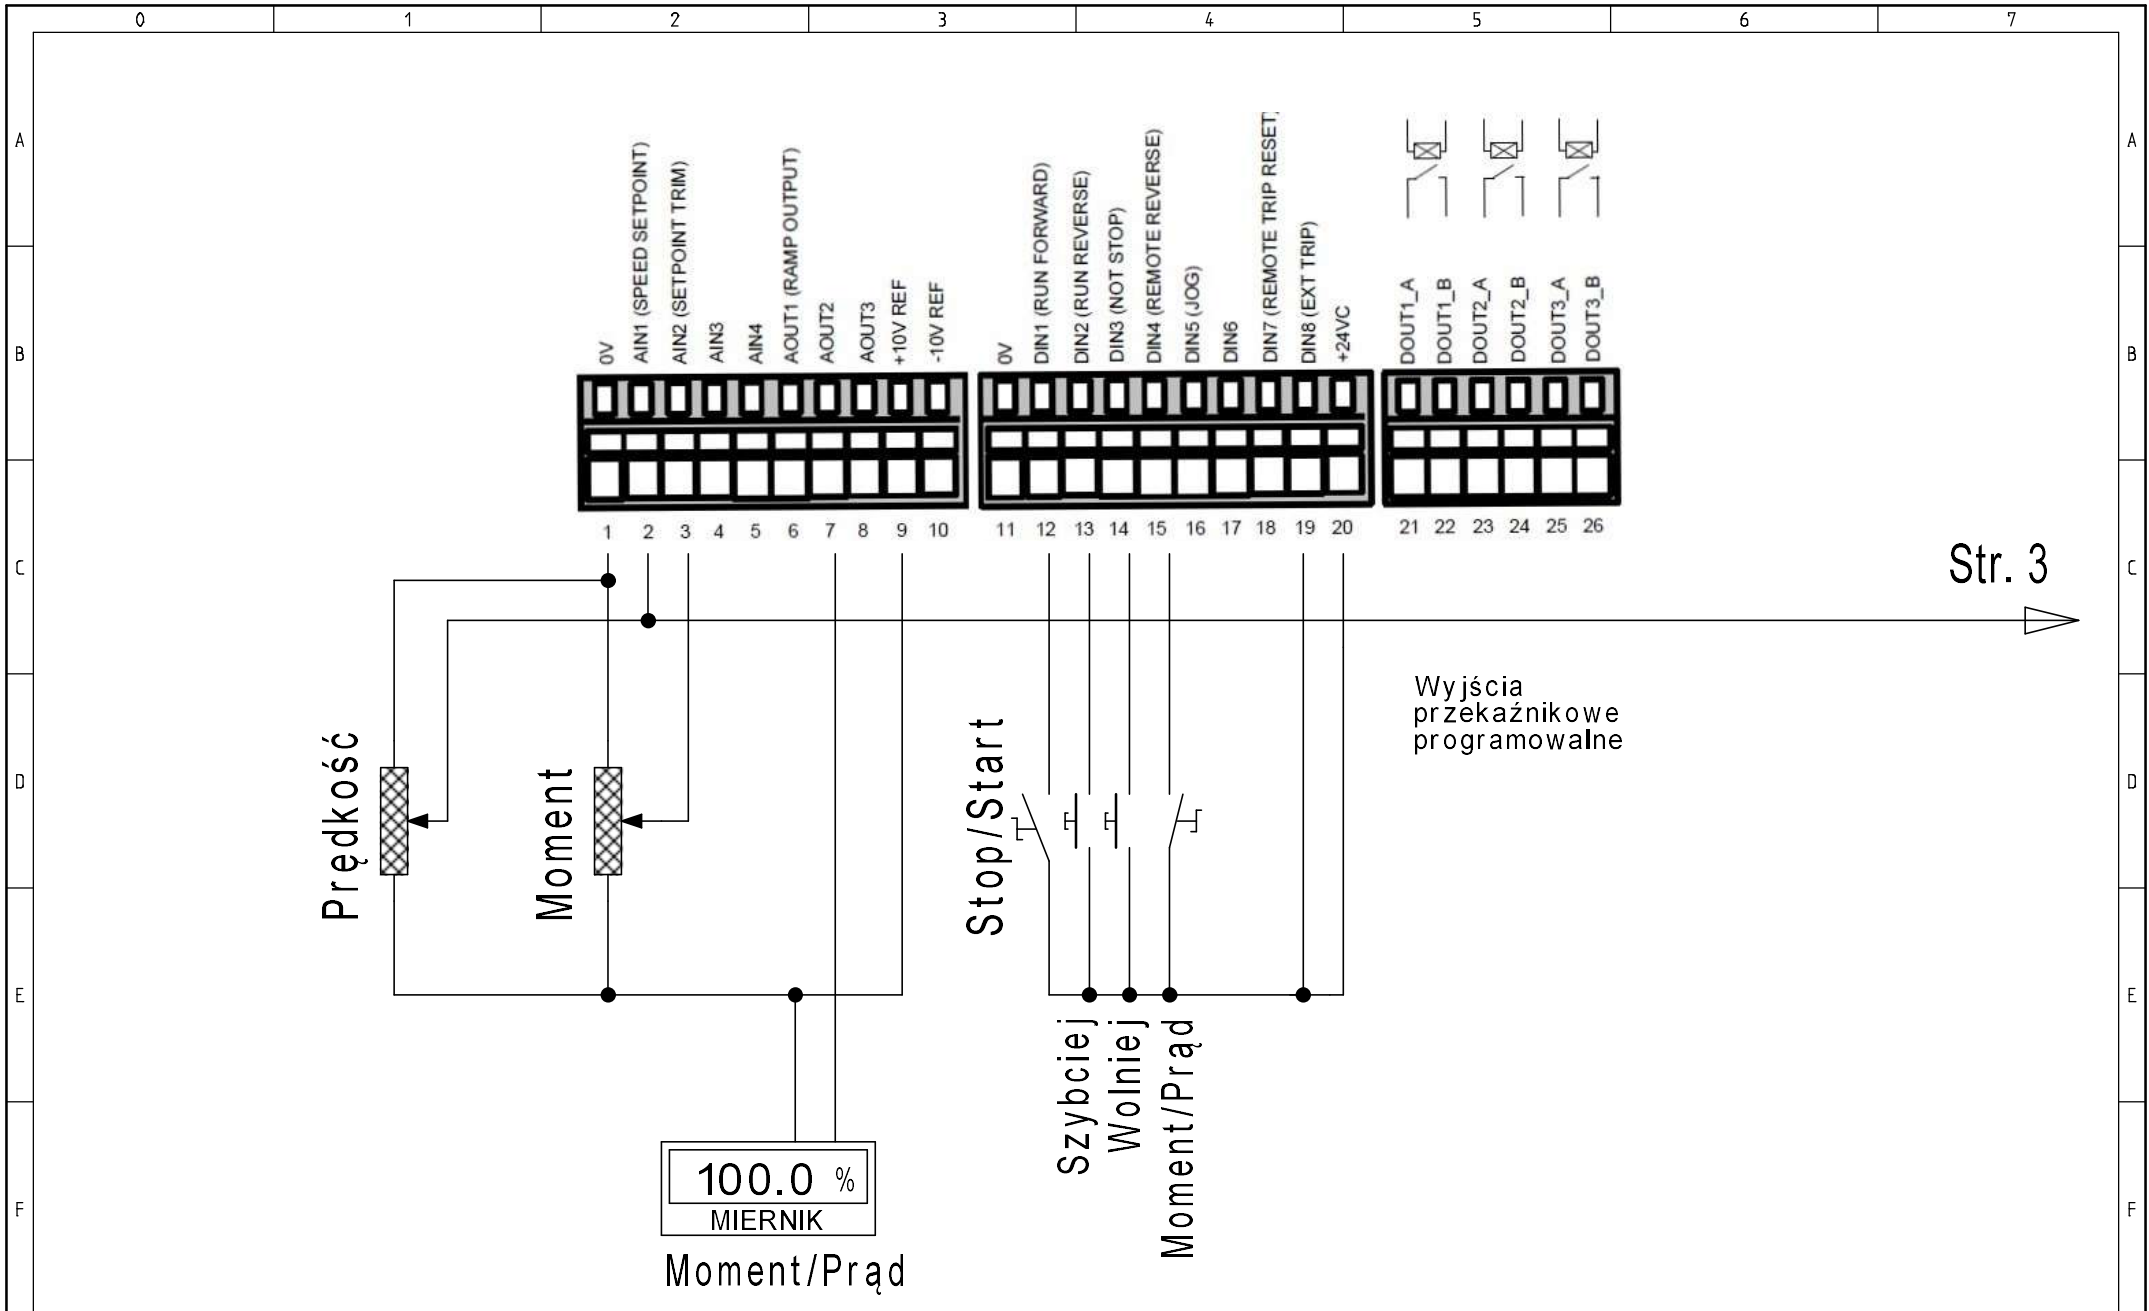 0 1 2 3 4 5 6 7
A A
0V
AIN1 (SPEED SETPOINT)
AIN2 (SETPOINT TRIM)
AIN3
AIN4
AOUT1 (RAMP OUTPUT)
AOUT2
AOUT3
+10V REF
-10V REF
0V
DIN1 (RUN FORWARD)
DIN2 (RUN REVERSE)
DIN3 (NOT STOP)
DIN4 (REMOTE REVERSE)
DIN5 (JOG)
DIN6
DIN7 (REMOTE TRIP RESET)
DIN8 (EXT TRIP)
+24VC
DOUT1_A
DOUT1_B
DOUT2_A
DOUT2_B
DOUT3_A
DOUT3_B
B B
1 2 3 4 5 6 7 8 9 10 11 12 13 14 15 16 17 18 19 20 21 22 23 24 25 26
C C
Str. 3
Wyjścia
przekaźnikowe
programowalne
D D
Prędkość
Moment
Stop/Start
E E
Szybciej
Wolniej
Moment/Prąd
100.0 %
MIERNIK
F F
Moment/Prąd